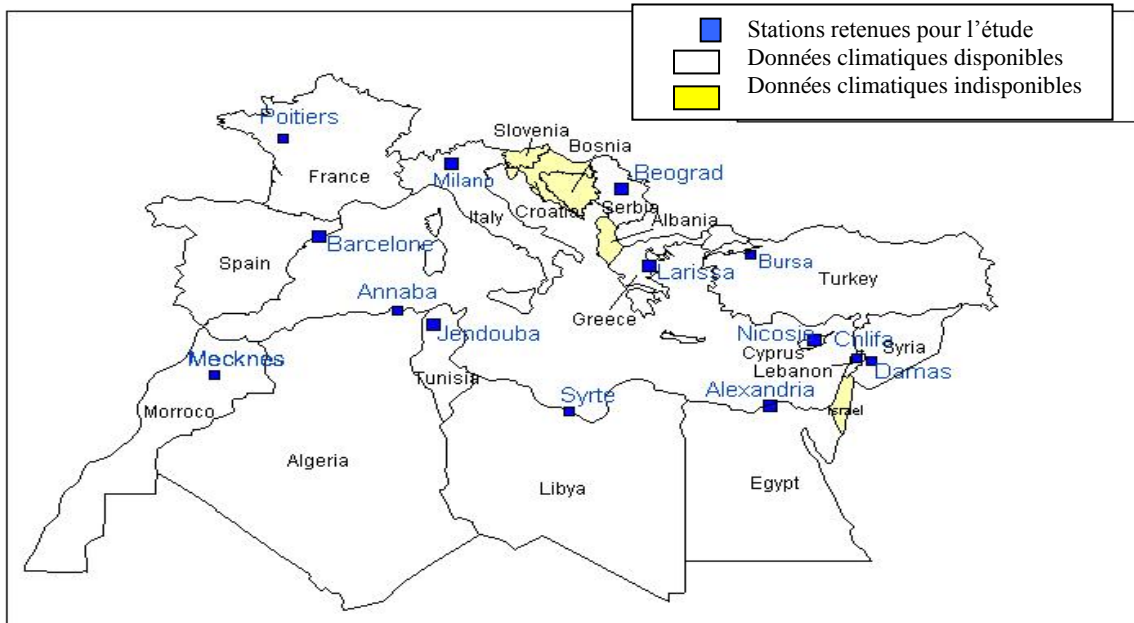 Stations retenues pour l'étude
Données climatiques disponibles
Données climatiques indisponibles
Poitiers
Slovenia
Bosnia
France
Milano
Beograd
Croatia
Serbia
Italy
Albania
Barcelone
Spain
Larissa
Bursa
Turkey
Annaba
Greece
Jendouba
Nicosie
Chlifa
Cyprus
Syria
Mecknes
Tunisia
Lebanon
Damas
Syrte
Alexandria
Morroco
Israel
Algeria
Libya
Egypt